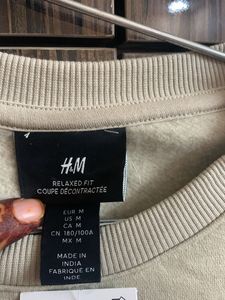 H&M
RELAXED FIT
COUPE DÉCONTRACTÉE
EUR M
US M
CA M
CN 180/100A
MX M
MADE IN
INDIA
FABRIQUÉ EN
INDE